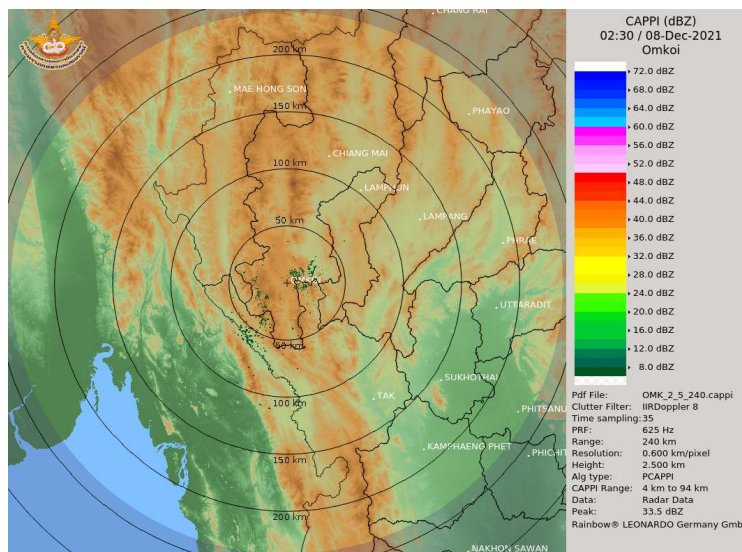 CHIANG RAI
200 km
MAE HONG SON
150 km
PHAYAO
CHIANG MAI
100 km
LAMPHUN
LAMPANG
50 km
PHRAE
UTTARADIT
50 km
SUKHOTHAI
100 km
TAK
PHITSANU
KAMPHAENG PHET
PHICHIT
150 km
200 km
NAKHON SAWAN
CAPPI (dBZ)
02:30 / 08-Dec-2021
Omkoi
72.0 dBZ
68.0 dBZ
64.0 dBZ
60.0 dBZ
56.0 dBZ
52.0 dBZ
48.0 dBZ
44.0 dBZ
40.0 dBZ
36.0 dBZ
32.0 dBZ
28.0 dBZ
24.0 dBZ
20.0 dBZ
16.0 dBZ
12.0 dBZ
8.0 dBZ
Pdf File: OMK_2_5_240.cappi
Clutter Filter: IIRDoppler 8
Time sampling: 35
PRF: 625 Hz
Range: 240 km
Resolution: 0.600 km/pixel
Height: 2.500 km
Alg type: PCAPPI
CAPPI Range: 4 km to 94 km
Data: Radar Data
Peak: 33.5 dBZ
Rainbow® LEONARDO Germany Gmb